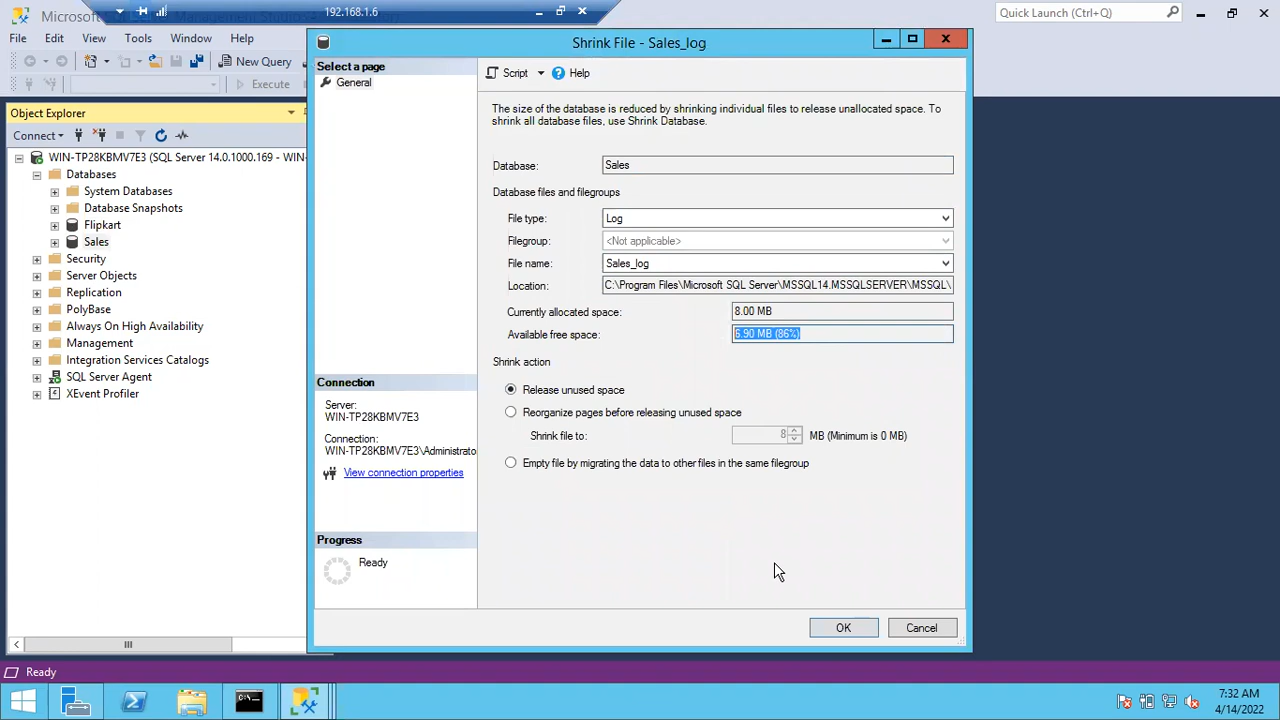 Microsoft SQL Server Management Studio
192.168.1.6
Quick Launch (Ctrl+Q)
File Edit View Tools Window Help
New Query
Execute
Object Explorer
Connect
WIN-TP28KBMV7E3 (SQL Server 14.0.1000.169 - WIN-
Databases
System Databases
Database Snapshots
Flipkart
Sales
Security
Server Objects
Replication
PolyBase
Always On High Availability
Management
Integration Services Catalogs
SQL Server Agent
XEvent Profiler
Shrink File - Sales_log
Select a page
General
Script Help
The size of the database is reduced by shrinking individual files to release unallocated space. To
shrink all database files, use Shrink Database.
Database: Sales
Database files and filegroups
File type: Log
Filegroup: <Not applicable>
File name: Sales_log
Location: C:\Program Files\Microsoft SQL Server\MSSQL14.MSSQLSERVER\MSSQL\
Currently allocated space: 8.00 MB
Available free space: 6.90 MB (86%)
Shrink action
Release unused space
Reorganize pages before releasing unused space
Shrink file to: 8 MB (Minimum is 0 MB)
Empty file by migrating the data to other files in the same filegroup
Connection
Server:
WIN-TP28KBMV7E3
Connection:
WIN-TP28KBMV7E3\Administrato
View connection properties
Progress
Ready
OK Cancel
Ready
7:32 AM
4/14/2022